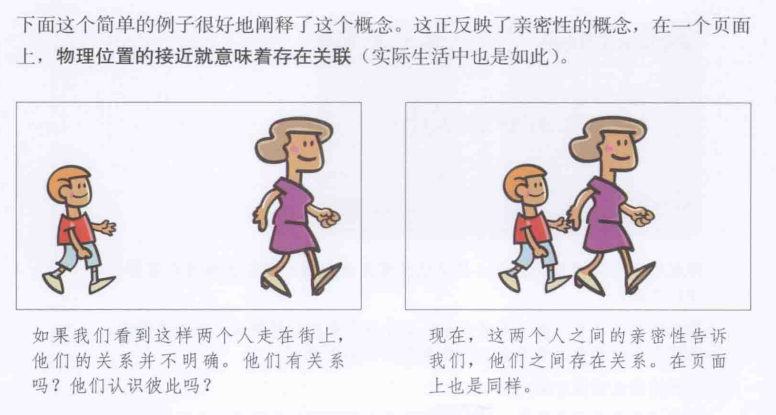 下面这个简单的例子很好地阐释了这个概念。这正反映了亲密性的概念，在一个页面
上，物理位置的接近就意味着存在关联（实际生活中也是如此）。
如果我们看到这样两个人走在街上，
他们的关系并不明确。他们有关系
吗？他们认识彼此吗？
现在，这两个人之间的亲密性告诉
我们，他们之间存在关系。在页面
上也是同样。